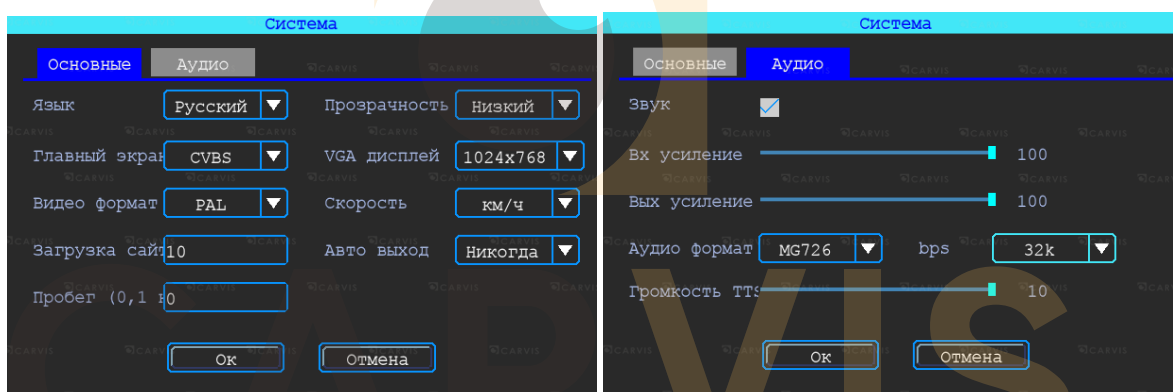 Система
Основные Аудио
Язык Русский Прозрачность Низкий
Главный экран CVBS VGA дисплей 1024x768
Видео формат PAL Скорость км/ч
Загрузка сайт 10 Авто выход Никогда
Пробег (0,1 к 0
Ок Отмена
Система
Основные Аудио
Звук
Вх усиление 100
Вых усиление 100
Аудио формат MG726 bps 32k
Громкость TTS 10
Ок Отмена
CARVIS